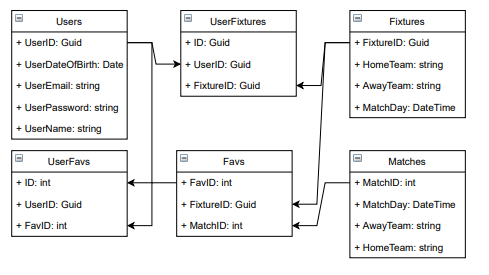 Users
+ UserID: Guid
+ UserDateOfBirth: Date
+ UserEmail: string
+ UserPassword: string
+ UserName: string
UserFixtures
+ ID: Guid
+ UserID: Guid
+ FixtureID: Guid
Fixtures
+ FixtureID: Guid
+ HomeTeam: string
+ AwayTeam: string
+ MatchDay: DateTime
UserFavs
+ ID: int
+ UserID: Guid
+ FavID: int
Favs
+ FavID: int
+ FixtureID: Guid
+ MatchID: int
Matches
+ MatchID: int
+ MatchDay: DateTime
+ AwayTeam: string
+ HomeTeam: string